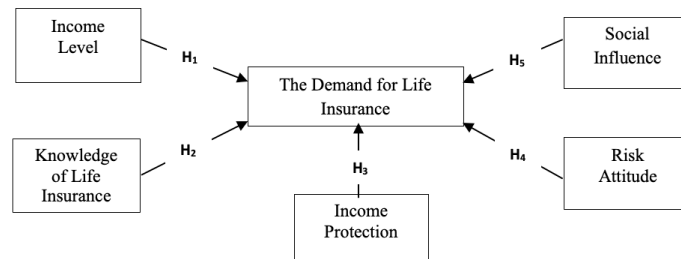 Income
Level
H₁
Social
Influence
H₅
The Demand for Life
Insurance
Knowledge
of Life
Insurance
H₂
H₃
H₄
Risk
Attitude
Income
Protection